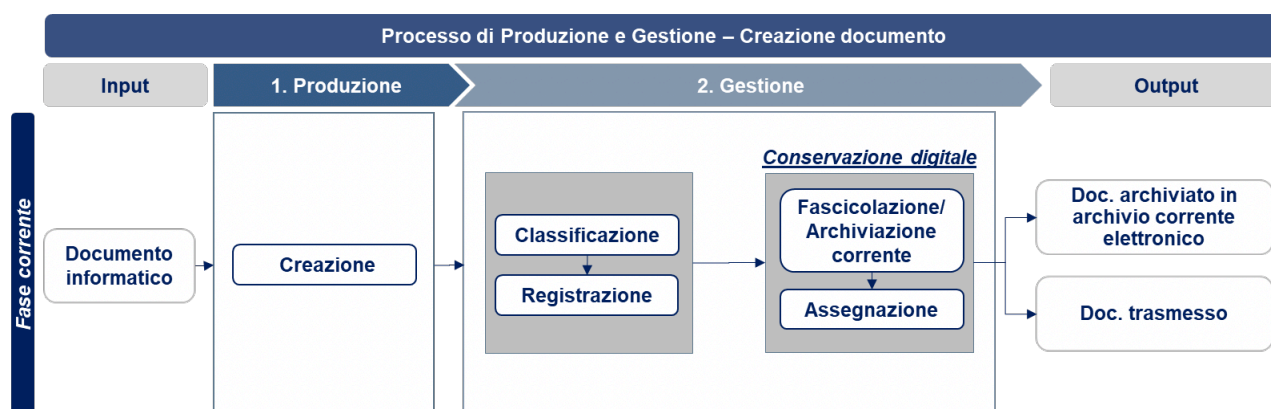 Processo di Produzione e Gestione – Creazione documento
Input
1. Produzione
2. Gestione
Output
Fase corrente
Documento
informatico
Creazione
Classificazione
Registrazione
Conservazione digitale
Fascicolazione/
Archiviazione
corrente
Assegnazione
Doc. archiviato in
archivio corrente
elettronico
Doc. trasmesso